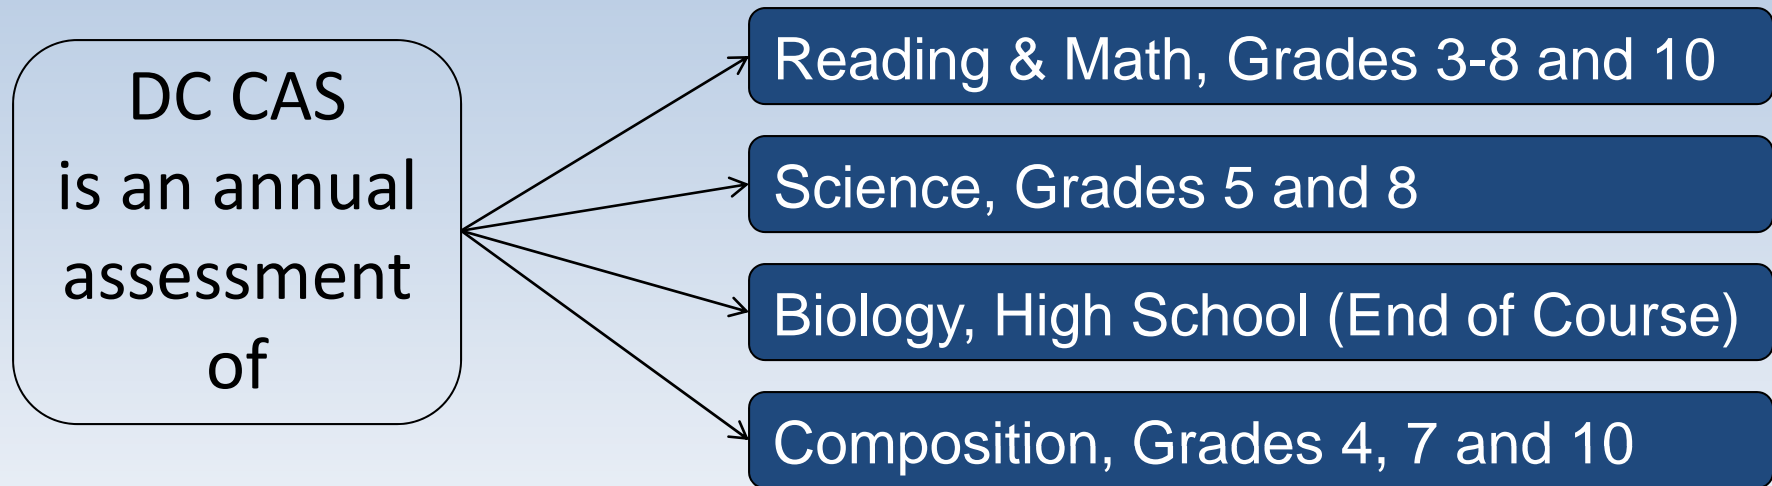 DC CAS
is an annual
assessment
of
Reading & Math, Grades 3-8 and 10
Science, Grades 5 and 8
Biology, High School (End of Course)
Composition, Grades 4, 7 and 10